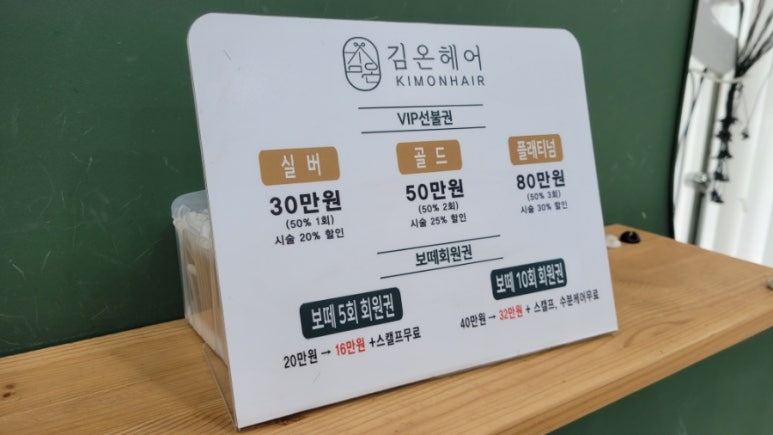 김온
김온헤어
KIMONHAIR
VIP선불권
실버
30만원
(50% 1회)
시술 20% 할인
골드
50만원
(50% 2회)
시술 25% 할인
플래티넘
80만원
(50% 3회)
시술 30% 할인
보떼회원권
보떼 5회 회원권
20만원 → 16만원 +스캘프무료
보떼 10회 회원권
40만원 → 32만원 + 스캘프, 수분케어무료